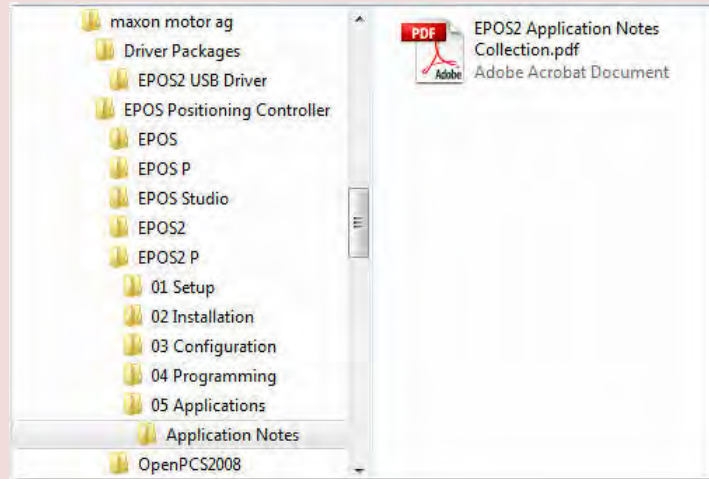 maxon motor ag
Driver Packages
EPOS2 USB Driver
EPOS Positioning Controller
EPOS
EPOS P
EPOS Studio
EPOS2
EPOS2 P
01 Setup
02 Installation
03 Configuration
04 Programming
05 Applications
Application Notes
OpenPCS2008
PDF
Adobe
EPOS2 Application Notes
Collection.pdf
Adobe Acrobat Document